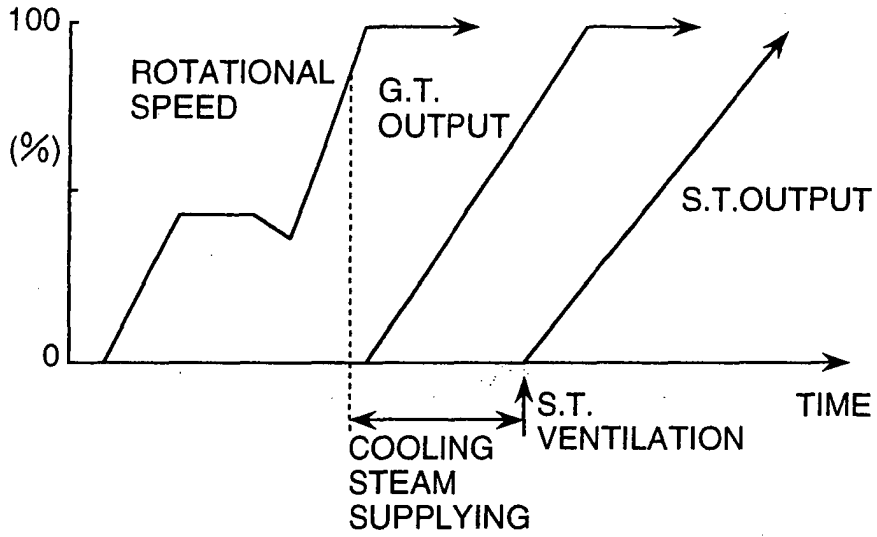 100
ROTATIONAL
SPEED
(%)
G.T.
OUTPUT
S.T.OUTPUT
0
S.T.
VENTILATION
TIME
COOLING
STEAM
SUPPLYING